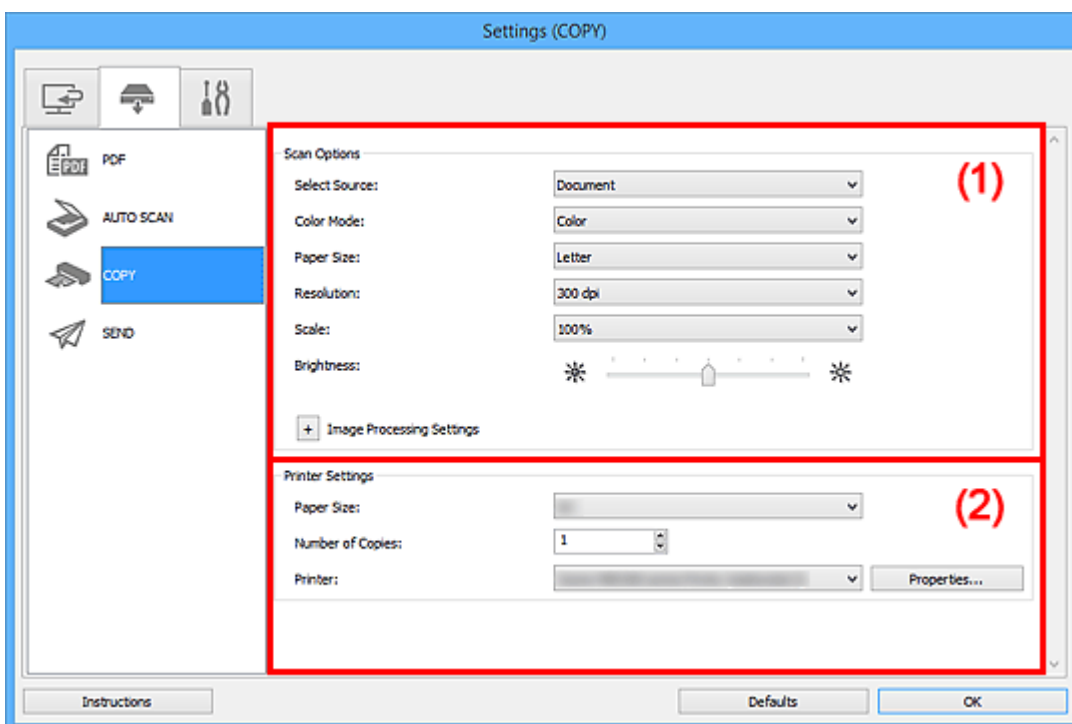 Settings (COPY)
PDF
PDF
AUTO SCAN
COPY
SEND
Scan Options
(1)
Select Source: Document
Color Mode: Color
Paper Size: Letter
Resolution: 300 dpi
Scale: 100%
Brightness:
+ Image Processing Settings
Printer Settings
(2)
Paper Size:
Number of Copies: 1
Printer: Properties...
Instructions Defaults OK